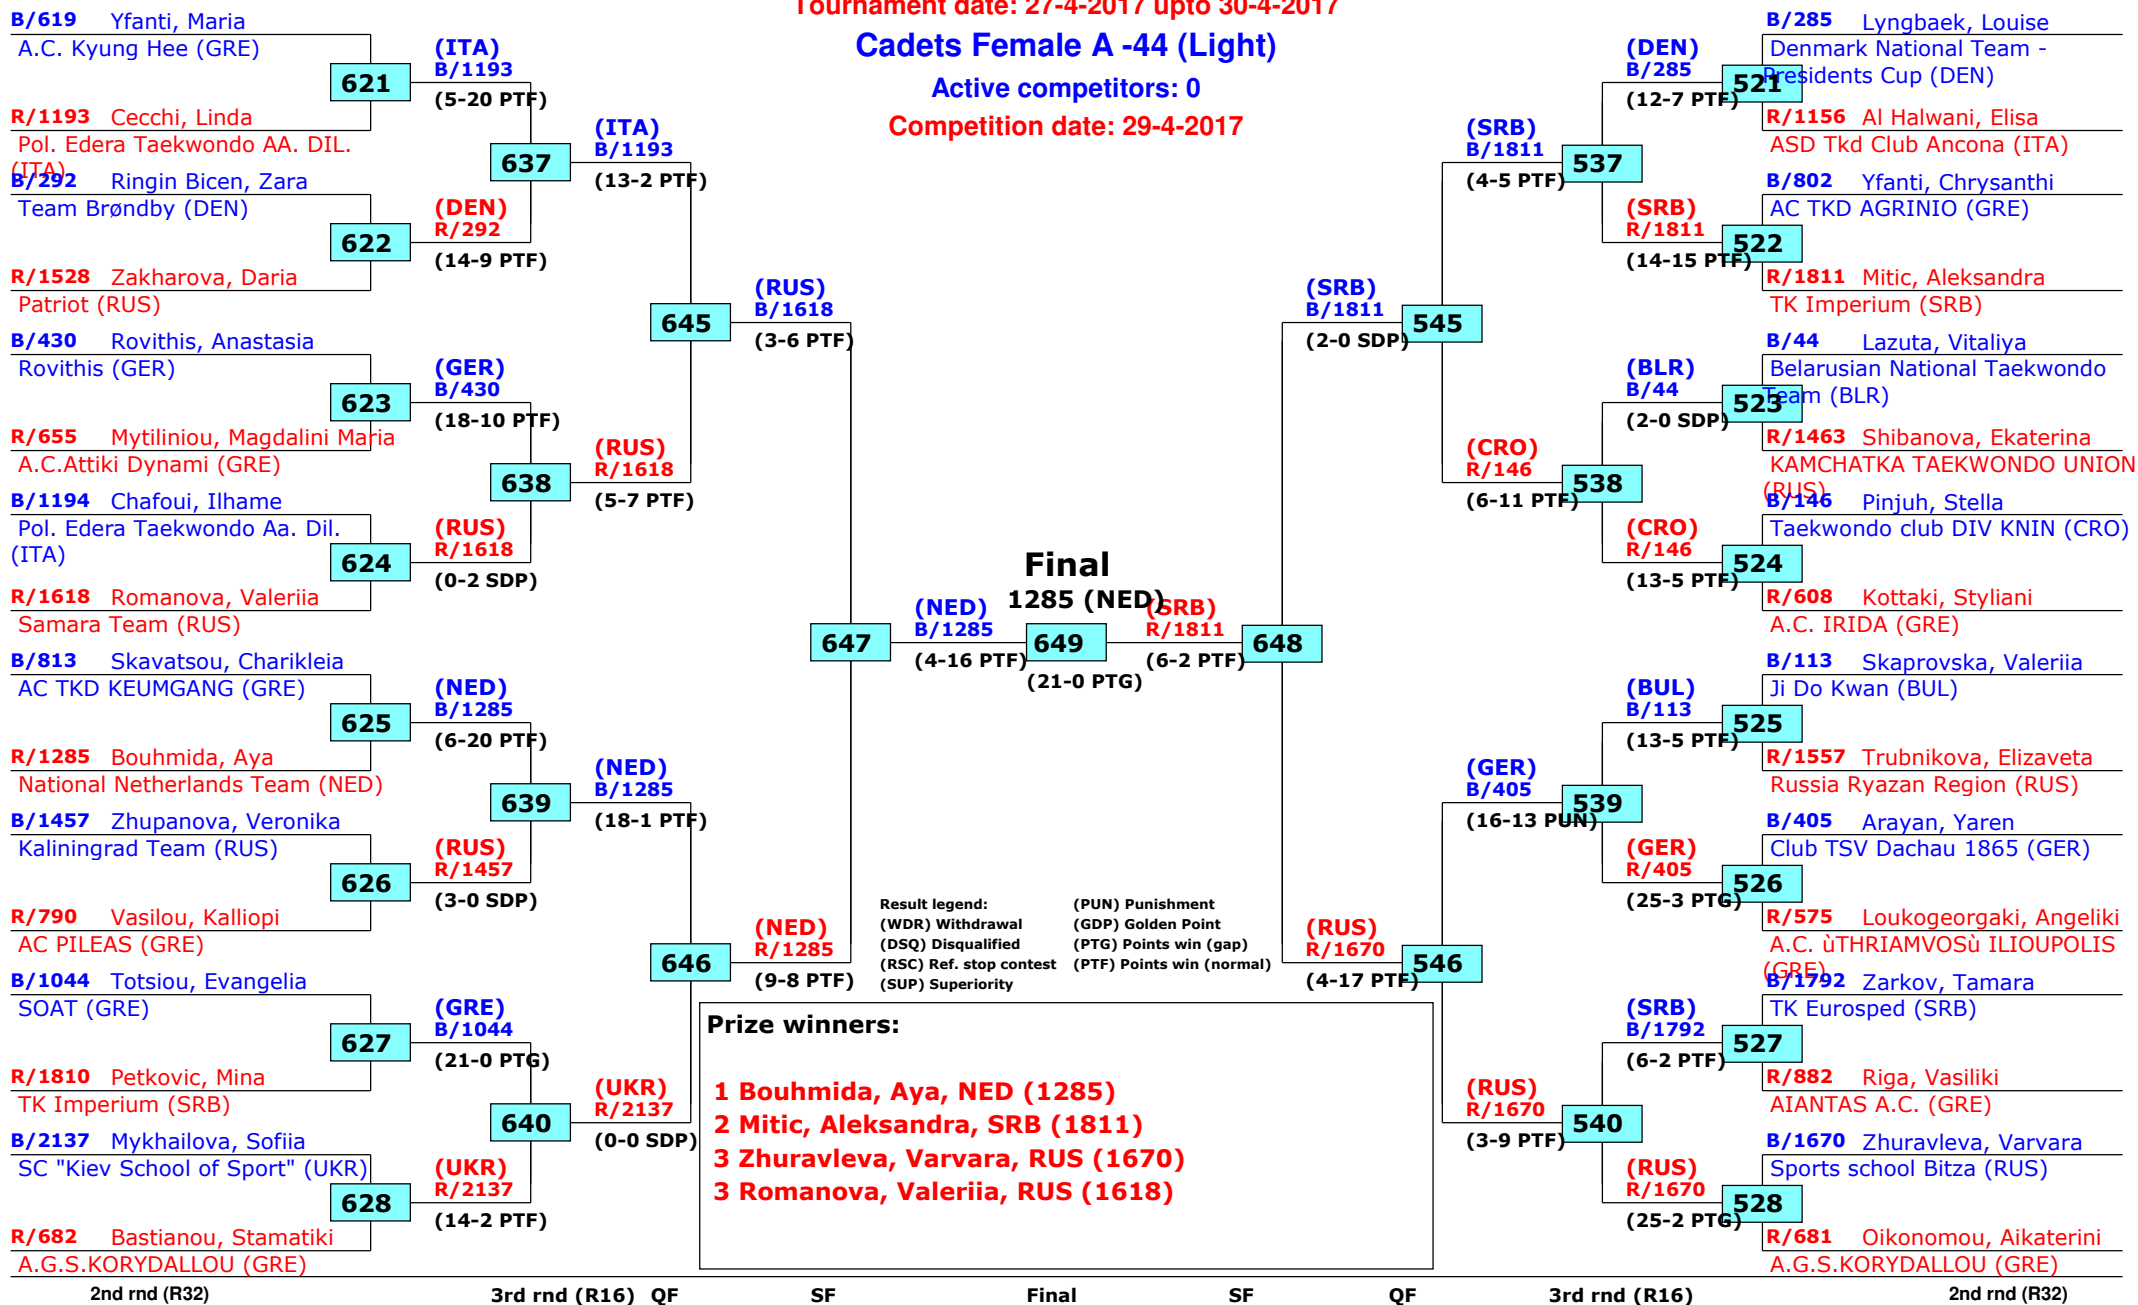 Tournament date: 27-4-2017 upto 30-4-2017
Cadets Female A -44 (Light)
Active competitors: 0
Competition date: 29-4-2017
B/619 Yfanti, Maria
A.C. Kyung Hee (GRE)
621
R/1193 Cecchi, Linda
Pol. Edera Taekwondo AA. DIL.
(ITA)
B/292 Ringin Bicen, Zara
Team Brøndby (DEN)
622
R/1528 Zakharova, Daria
Patriot (RUS)
B/430 Rovithis, Anastasia
Rovithis (GER)
623
R/655 Mytiliniou, Magdalini Maria
A.C.Attiki Dynami (GRE)
B/1194 Chafoui, Ilhame
Pol. Edera Taekwondo Aa. Dil.
(ITA)
624
R/1618 Romanova, Valeriia
Samara Team (RUS)
B/813 Skavatsou, Charikleia
AC TKD KEUMGANG (GRE)
625
R/1285 Bouhmida, Aya
National Netherlands Team (NED)
B/1457 Zhupanova, Veronika
Kaliningrad Team (RUS)
626
R/790 Vasilou, Kalliopi
AC PILEAS (GRE)
B/1044 Totsiou, Evangelia
SOAT (GRE)
627
R/1810 Petkovic, Mina
TK Imperium (SRB)
B/2137 Mykhailova, Sofiia
SC "Kiev School of Sport" (UKR)
628
R/682 Bastianou, Stamatiki
A.G.S.KORYDALLOU (GRE)
(ITA)
B/1193
(5-20 PTF)
637
(DEN)
R/292
(14-9 PTF)
(GER)
B/430
(18-10 PTF)
638
(RUS)
R/1618
(0-2 SDP)
(NED)
B/1285
(6-20 PTF)
639
(RUS)
R/1457
(3-0 SDP)
(GRE)
B/1044
(21-0 PTG)
640
(UKR)
R/2137
(14-2 PTF)
(ITA)
B/1193
(13-2 PTF)
645
(RUS)
R/1618
(5-7 PTF)
(NED)
B/1285
(18-1 PTF)
646
(UKR)
R/2137
(0-0 SDP)
(RUS)
B/1618
(3-6 PTF)
647
(NED)
R/1285
(9-8 PTF)
(NED)
B/1285
(4-16 PTF)
Final
1285 (NED)
649
(21-0 PTG)
(SRB)
R/1811
(6-2 PTF)
648
(SRB)
B/1811
(2-0 SDP)
545
(RUS)
R/1670
(4-17 PTF)
546
(SRB)
B/1811
(4-5 PTF)
537
(CRO)
R/146
(6-11 PTF)
538
(GER)
B/405
(16-13 PUN)
539
(RUS)
R/1670
(3-9 PTF)
540
(DEN)
B/285
(12-7 PTF)
521
(SRB)
R/1811
(14-15 PTF)
522
(BLR)
B/44
(2-0 SDP)
523
(CRO)
R/146
(13-5 PTF)
524
(BUL)
B/113
(13-5 PTF)
525
(GER)
R/405
(25-3 PTG)
526
(SRB)
B/1792
(6-2 PTF)
527
(RUS)
R/1670
(25-2 PTG)
528
B/285 Lyngbaek, Louise
Denmark National Team -
Presidents Cup (DEN)
R/1156 Al Halwani, Elisa
ASD Tkd Club Ancona (ITA)
B/802 Yfanti, Chrysanthi
AC TKD AGRINIO (GRE)
R/1811 Mitic, Aleksandra
TK Imperium (SRB)
B/44 Lazuta, Vitaliya
Belarusian National Taekwondo
Team (BLR)
R/1463 Shibanova, Ekaterina
KAMCHATKA TAEKWONDO UNION
(RUS)
B/146 Pinjuh, Stella
Taekwondo club DIV KNIN (CRO)
R/608 Kottaki, Styliani
A.C. IRIDA (GRE)
B/113 Skaprovska, Valeriia
Ji Do Kwan (BUL)
R/1557 Trubnikova, Elizaveta
Russia Ryazan Region (RUS)
B/405 Arayan, Yaren
Club TSV Dachau 1865 (GER)
R/575 Loukogeorgaki, Angeliki
A.C. ùTHRIAMVOSù ILIOUPOLIS
(GRE)
B/1792 Zarkov, Tamara
TK Eurosped (SRB)
R/882 Riga, Vasiliki
AIANTAS A.C. (GRE)
B/1670 Zhuravleva, Varvara
Sports school Bitza (RUS)
R/681 Oikonomou, Aikaterini
A.G.S.KORYDALLOU (GRE)
Result legend: (PUN) Punishment
(WDR) Withdrawal (GDP) Golden Point
(DSQ) Disqualified (PTG) Points win (gap)
(RSC) Ref. stop contest (PTF) Points win (normal)
(SUP) Superiority
Prize winners:
1 Bouhmida, Aya, NED (1285)
2 Mitic, Aleksandra, SRB (1811)
3 Zhuravleva, Varvara, RUS (1670)
3 Romanova, Valeriia, RUS (1618)
2nd rnd (R32) 3rd rnd (R16) QF SF Final SF QF 3rd rnd (R16) 2nd rnd (R32)